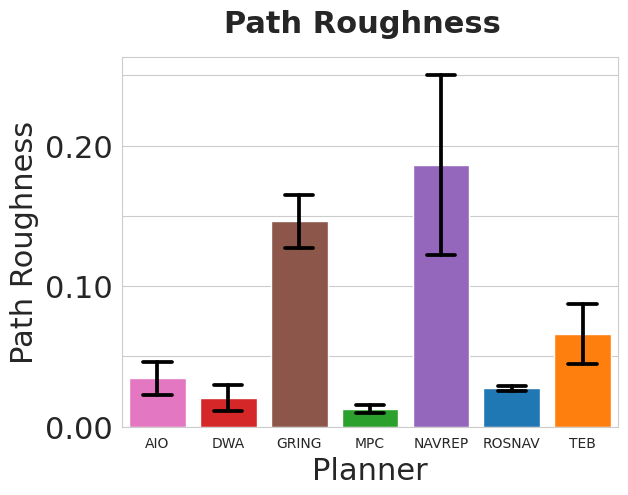 Path Roughness
Path Roughness
0.20
0.10
0.00
AIO DWA GRING MPC NAVREP ROSNAV TEB
Planner